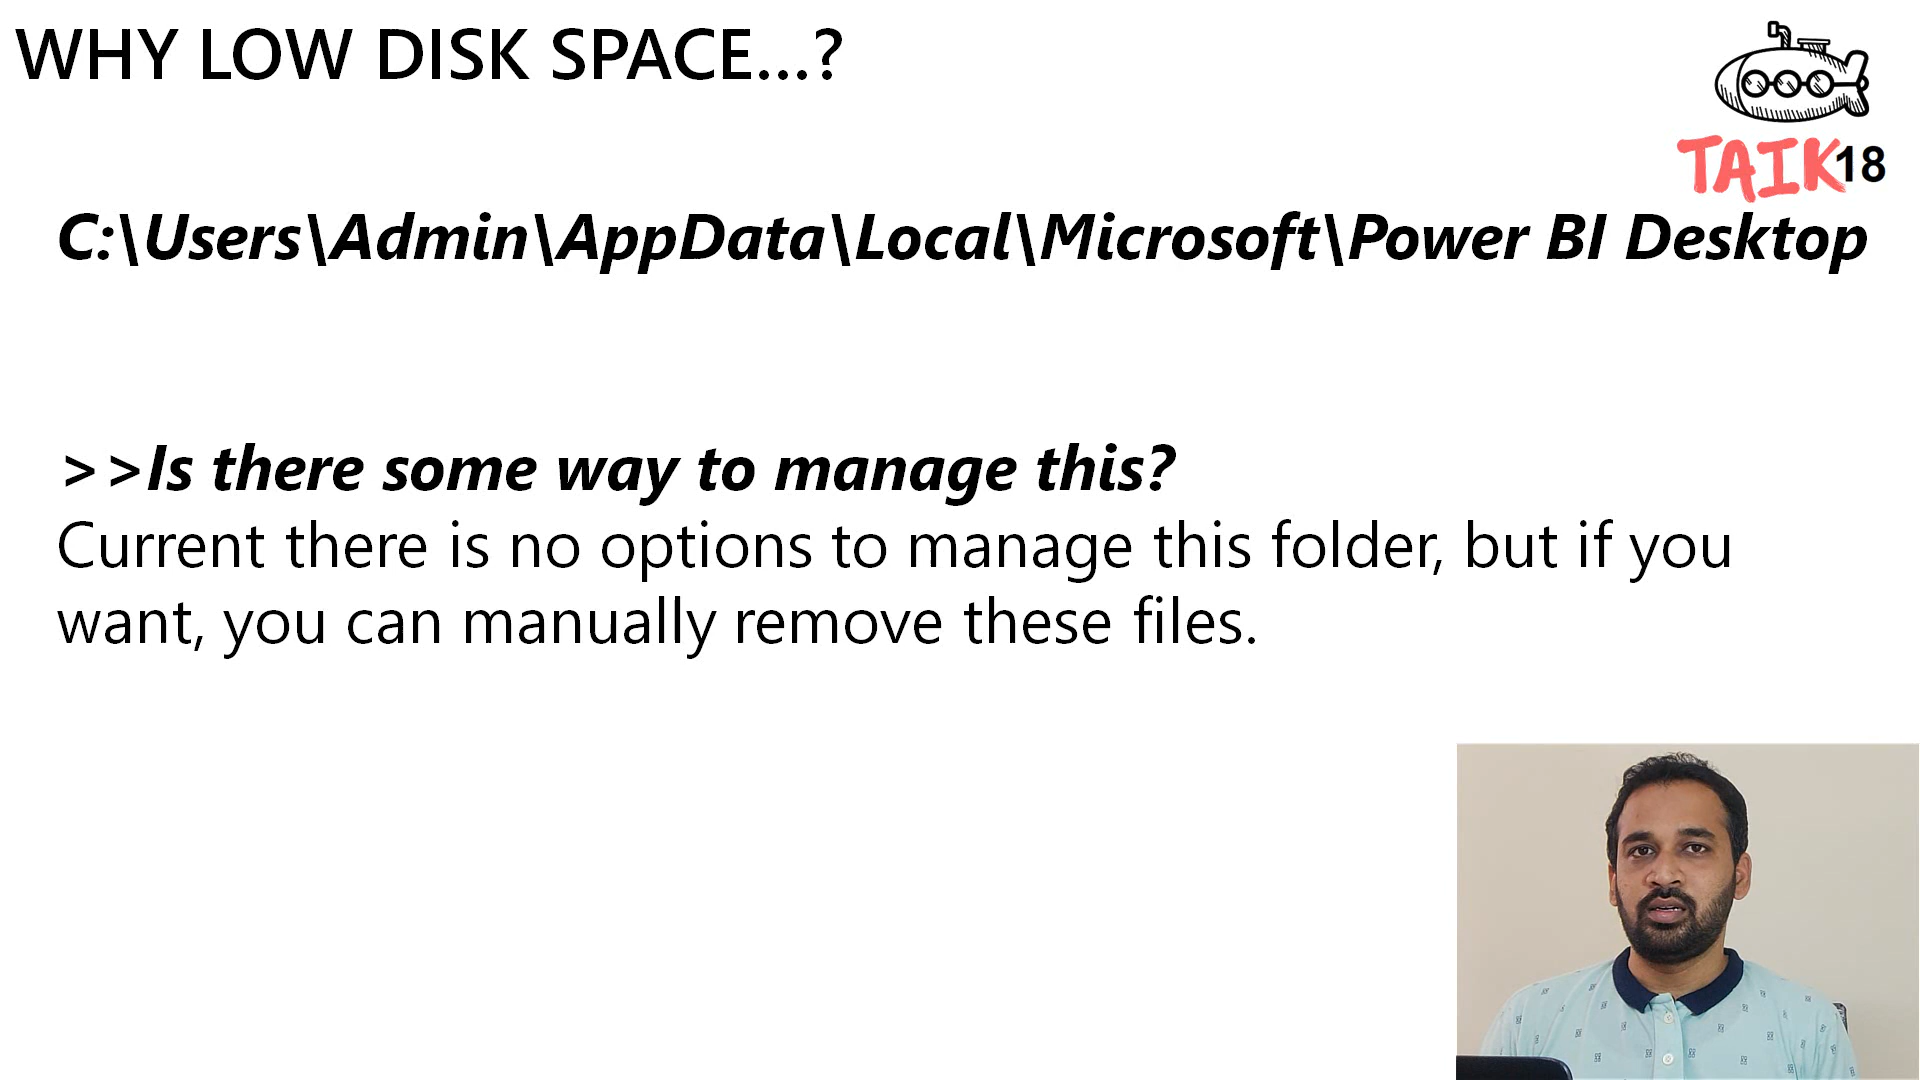 WHY LOW DISK SPACE...?
TAIK18
C:\Users\Admin\AppData\Local\Microsoft\Power BI Desktop
>>Is there some way to manage this?
Current there is no options to manage this folder, but if you
want, you can manually remove these files.